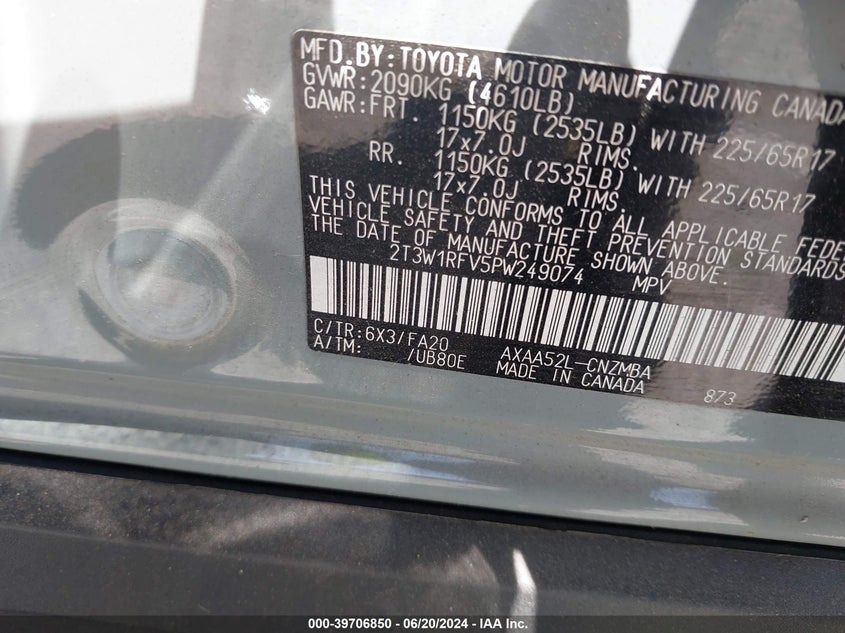 MFD.BY:TOYOTA MOTOR MANUFACTURING CANADA
GVWR:2090KG (4610LB)
GAWR:FRT. 1150KG (2535LB) WITH 225/65R17
17x7.0J RIMS.
RR. 1150KG (2535LB) WITH 225/65R17
17x7.0J RIMS
THIS VEHICLE CONFORMS TO ALL APPLICABLE FEDE
VEHICLE SAFETY AND THEFT PREVENTION STANDARDS
THE DATE OF MANUFACTURE SHOWN ABOVE.
2T3W1RFV5PW249074 MPV
C/TR:6X3/FA20 AXAA52L-CNZMBA
A/TM: /UB80E MADE IN CANADA 873
000-39706850 - 06/20/2024 - IAAI.COM